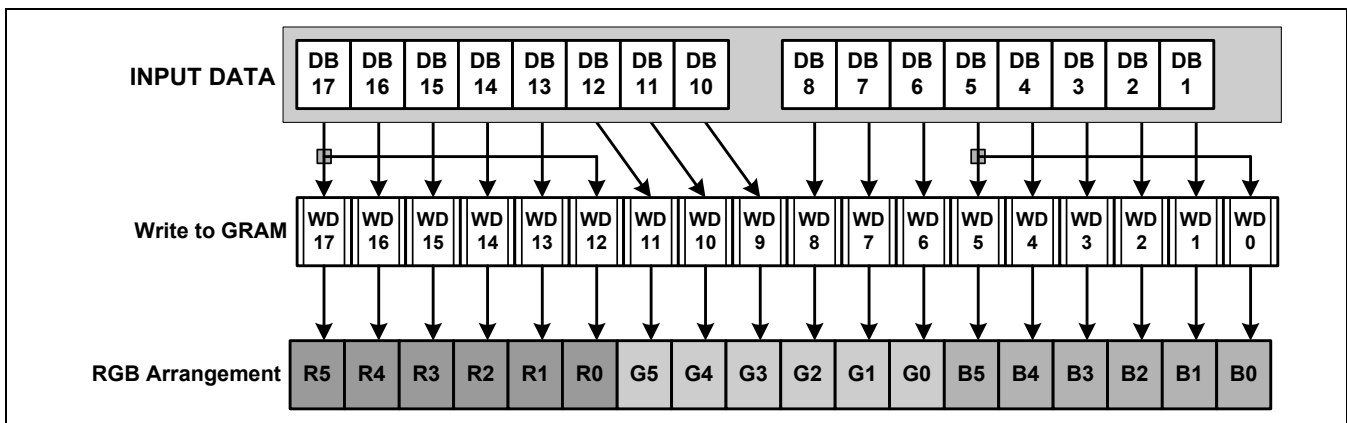 INPUT DATA
DB 17 DB 16 DB 15 DB 14 DB 13 DB 12 DB 11 DB 10 DB 8 DB 7 DB 6 DB 5 DB 4 DB 3 DB 2 DB 1
Write to GRAM
WD 17 WD 16 WD 15 WD 14 WD 13 WD 12 WD 11 WD 10 WD 9 WD 8 WD 7 WD 6 WD 5 WD 4 WD 3 WD 2 WD 1 WD 0
RGB Arrangement
R5 R4 R3 R2 R1 R0 G5 G4 G3 G2 G1 G0 B5 B4 B3 B2 B1 B0